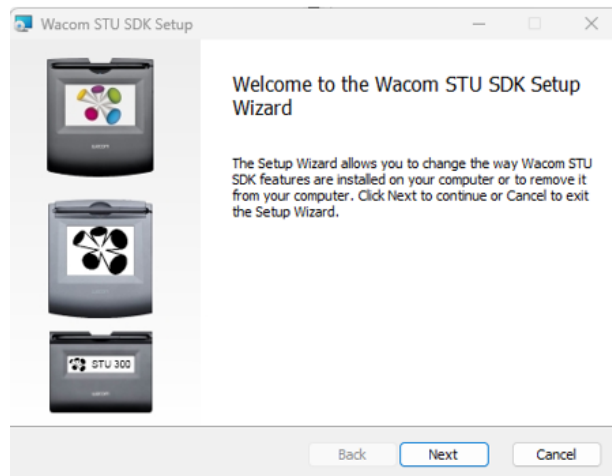 Wacom STU SDK Setup
Welcome to the Wacom STU SDK Setup
Wizard
The Setup Wizard allows you to change the way Wacom STU
SDK features are installed on your computer or to remove it
from your computer. Click Next to continue or Cancel to exit
the Setup Wizard.
wacom
wacom
STU 300
wacom
Back
Next
Cancel